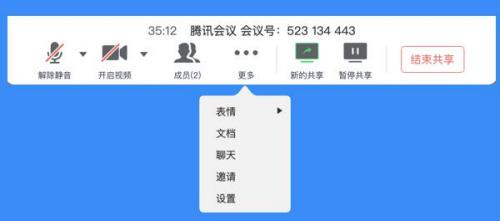 35:12 腾讯会议 会议号：523 134 443
解除静音 开启视频 成员(2) 更多 新的共享 暂停共享 结束共享
表情
文档
聊天
邀请
设置